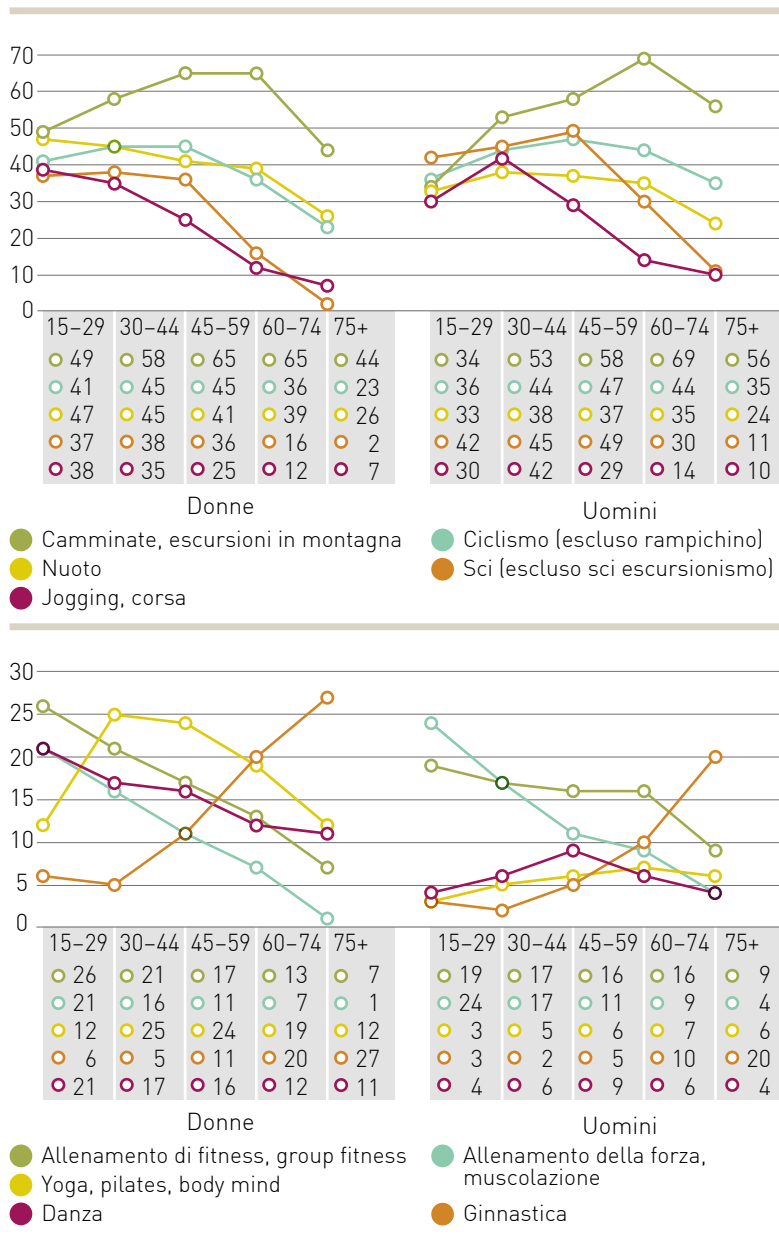 70
60
50
40
30
20
10
0
15–29 30–44 45–59 60–74 75+ 15–29 30–44 45–59 60–74 75+
49 58 65 65 44 34 53 58 69 56
41 45 45 36 23 36 44 47 44 35
47 45 41 39 26 33 38 37 35 24
37 38 36 16 2 42 45 49 30 11
38 35 25 12 7 30 42 29 14 10
Donne Uomini
Camminate, escursioni in montagna Ciclismo (escluso rampichino)
Nuoto Sci (escluso sci escursionismo)
Jogging, corsa
30
25
20
15
10
5
0
15–29 30–44 45–59 60–74 75+ 15–29 30–44 45–59 60–74 75+
26 21 17 13 7 19 17 16 16 9
21 16 11 7 1 24 17 11 9 4
12 25 24 19 12 3 5 6 7 6
6 5 11 20 27 3 2 5 10 20
21 17 16 12 11 4 6 9 6 4
Donne Uomini
Allenamento di fitness, group fitness Allenamento della forza,
muscolazione
Yoga, pilates, body mind
Danza Ginnastica